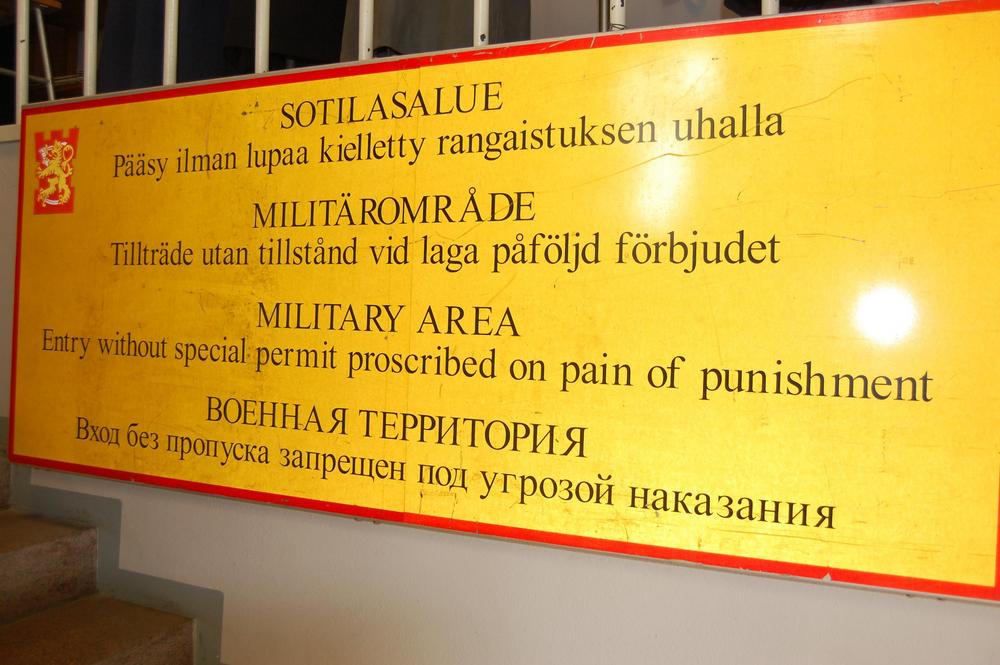 SOTILASALUE
Pääsy ilman lupaa kielletty rangaistuksen uhalla
MILITÄROMRÅDE
Tillträde utan tillstånd vid laga påföljd förbjudet
MILITARY AREA
Entry without special permit proscribed on pain of punishment
ВОЕННАЯ ТЕРРИТОРИЯ
Вход без пропуска запрещен под угрозой наказания